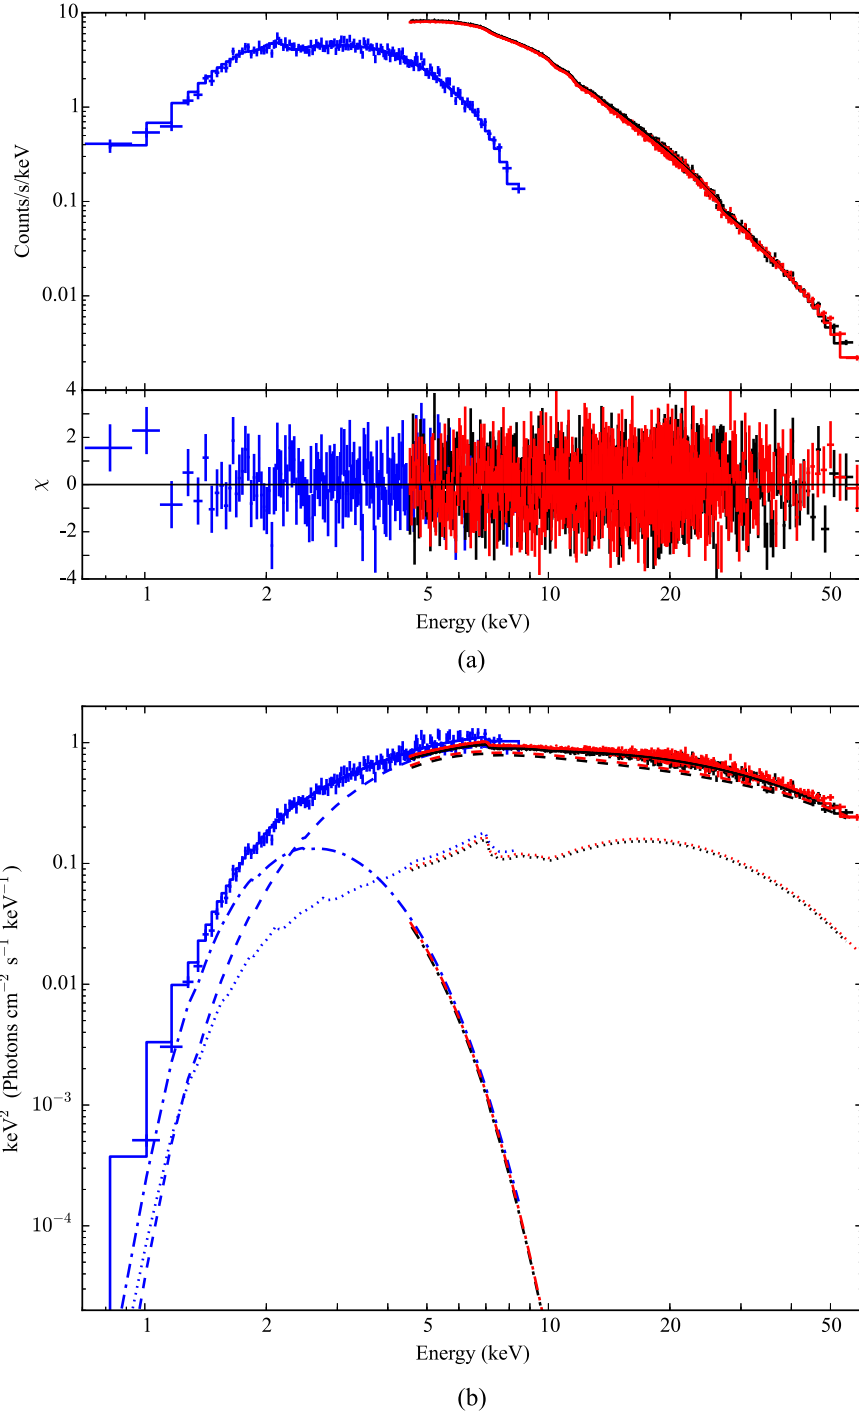 10
1
0.1
0.01
Counts/s/keV
4
2
0
-2
-4
χ
1 2 5 10 20 50
Energy (keV)
(a)
1
0.1
0.01
10⁻³
10⁻⁴
keV² (Photons cm⁻² s⁻¹ keV⁻¹)
1 2 5 10 20 50
Energy (keV)
(b)